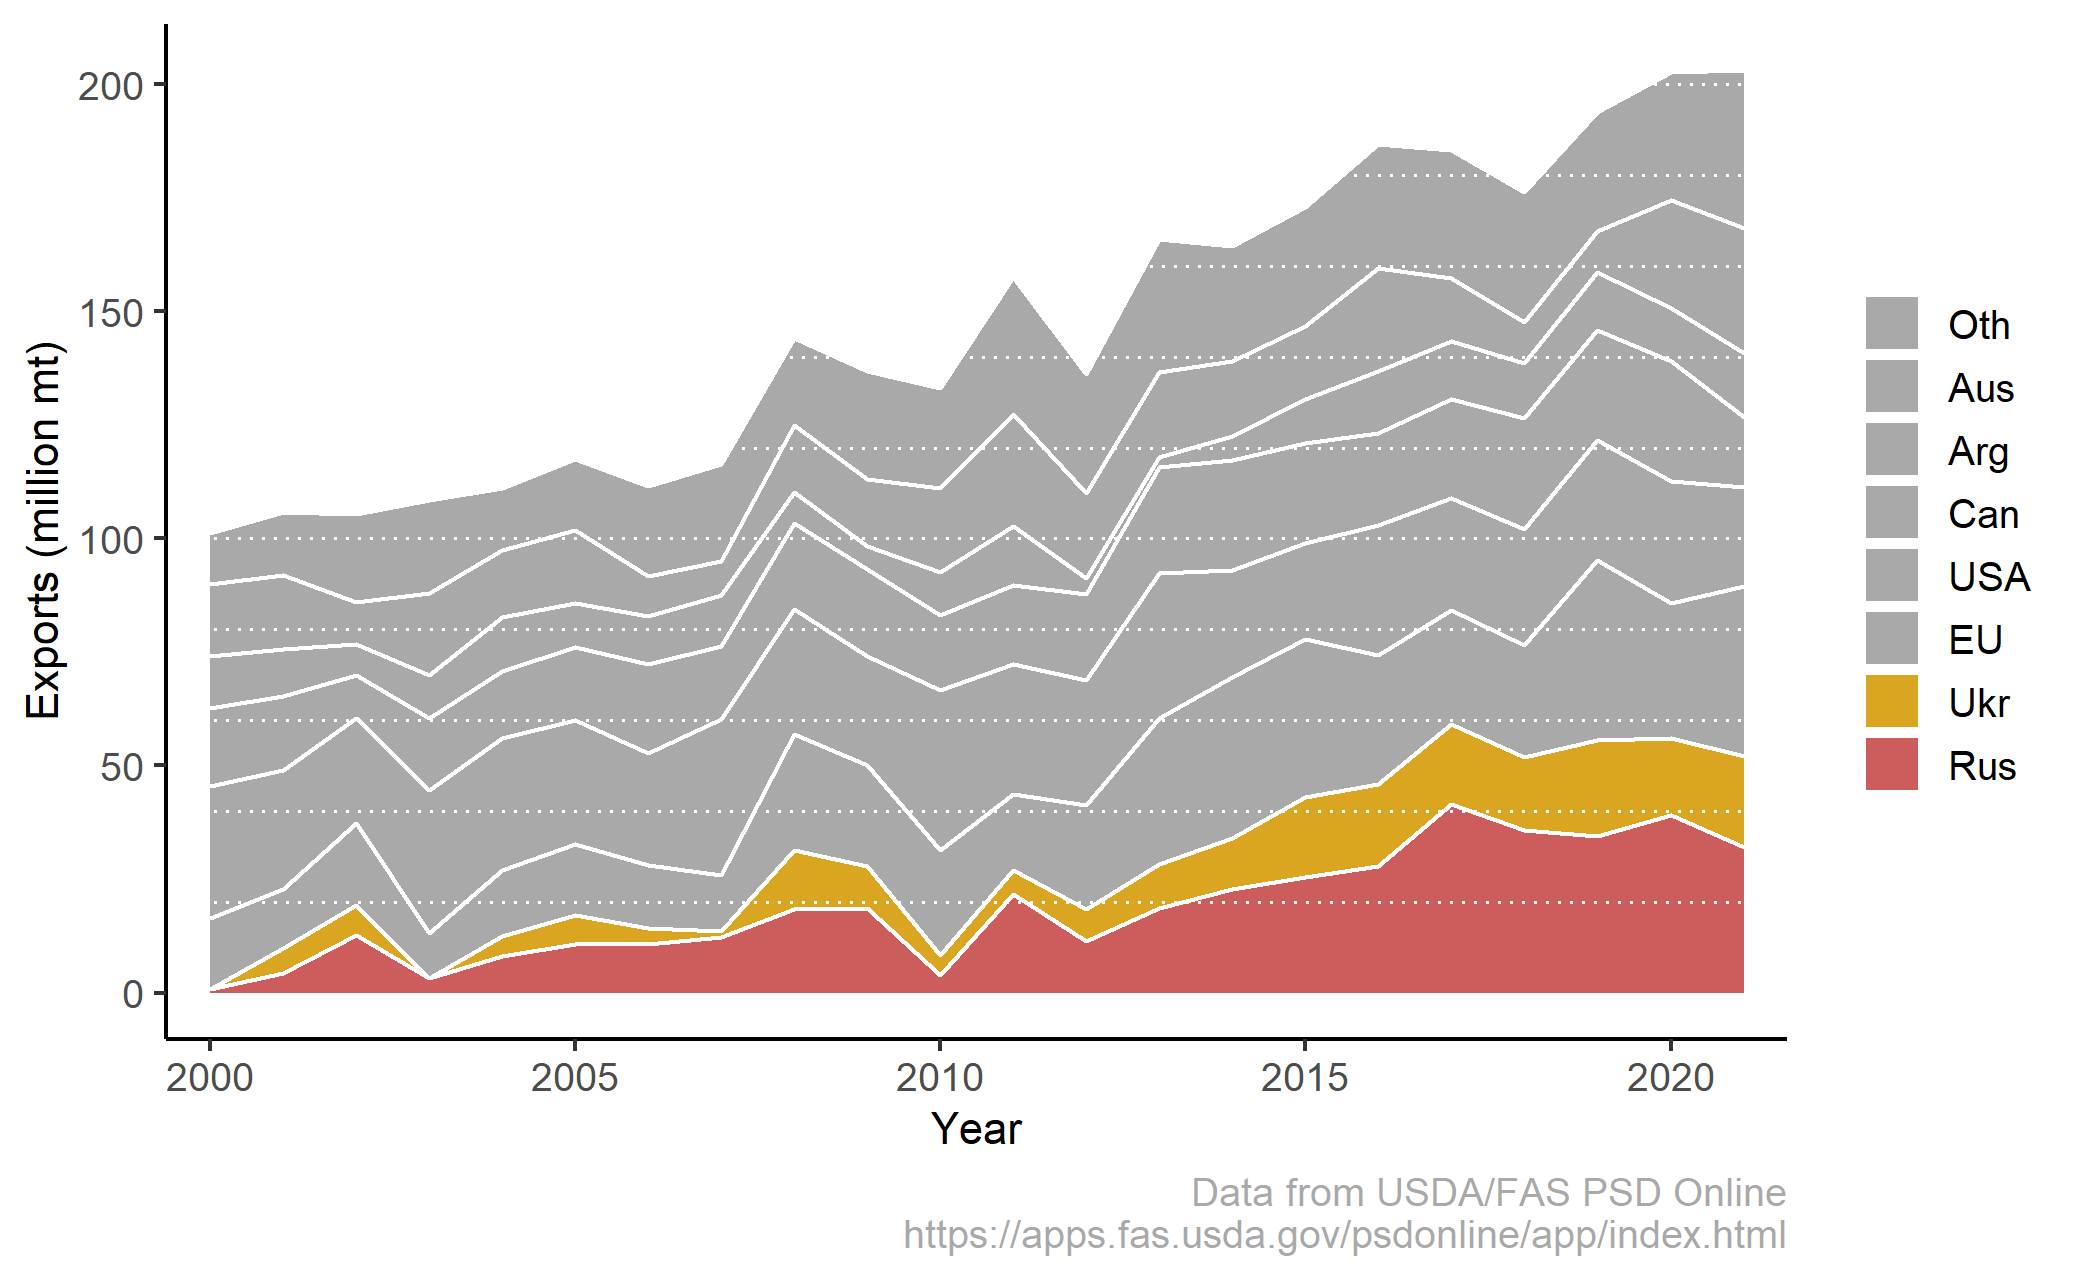 200
150
100
50
0
Exports (million mt)
2000
2005
2010
2015
2020
Year
Oth
Aus
Arg
Can
USA
EU
Ukr
Rus
Data from USDA/FAS PSD Online
https://apps.fas.usda.gov/psdonline/app/index.html